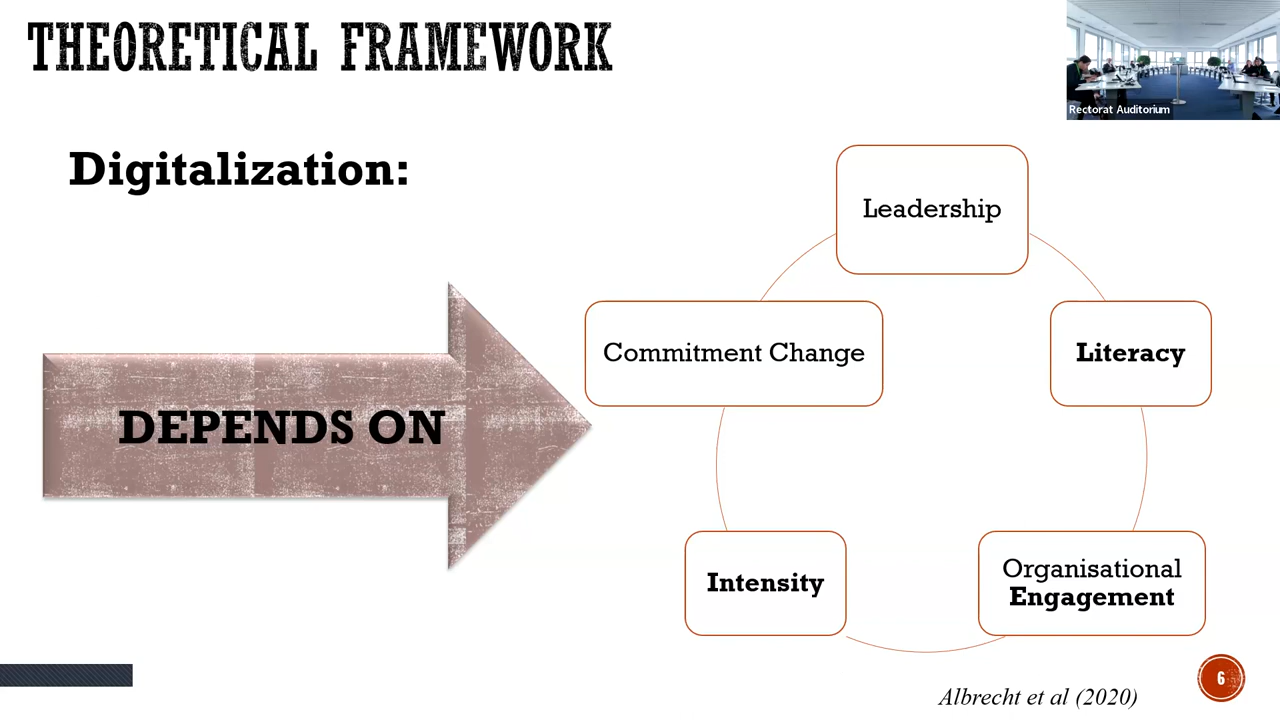 THEORETICAL FRAMEWORK
Rectorat Auditorium
Digitalization:
DEPENDS ON
Leadership
Commitment Change
Literacy
Intensity
Organisational
Engagement
Albrecht et al (2020)
6